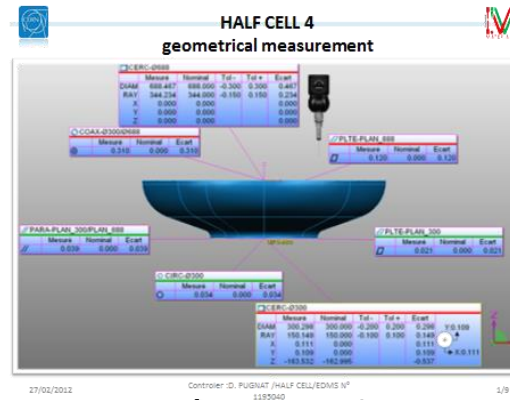 CERN
HALF CELL 4
geometrical measurement
CERC-Ø688
Mesure Nominal Tol- Tol+ Ecart
DIAM 688.467 688.000 -0.300 0.300 0.467
RAY 344.234 344.000 -0.150 0.150 0.234
X 0.000 0.000
Y 0.000 0.000
Z 0.000 0.000
COAX-Ø300/Ø688
Mesure Nominal Ecart
0.310 0.000 0.310
PLTE-PLAN_688
Mesure Nominal Ecart
0.120 0.000 0.120
PARA-PLAN_300/PLAN_688
Mesure Nominal Ecart
0.039 0.000 0.039
PLTE-PLAN_300
Mesure Nominal Ecart
0.021 0.000 0.021
CIRC-Ø300
Mesure Nominal Ecart
0.034 0.000 0.034
CERC-Ø300
Mesure Nominal Tol- Tol+ Ecart
DIAM 300.298 300.000 -0.200 0.200 0.298
RAY 150.149 150.000 -0.100 0.100 0.149
X 0.111 0.000 0.111
Y 0.109 0.000 0.109
Z -163.532 -162.995 -0.537
Y:0.109
X:0.111
Z
27/02/2012
Controler :D. PUGNAT /HALF CELL/EDMS N°
1195040
1/9